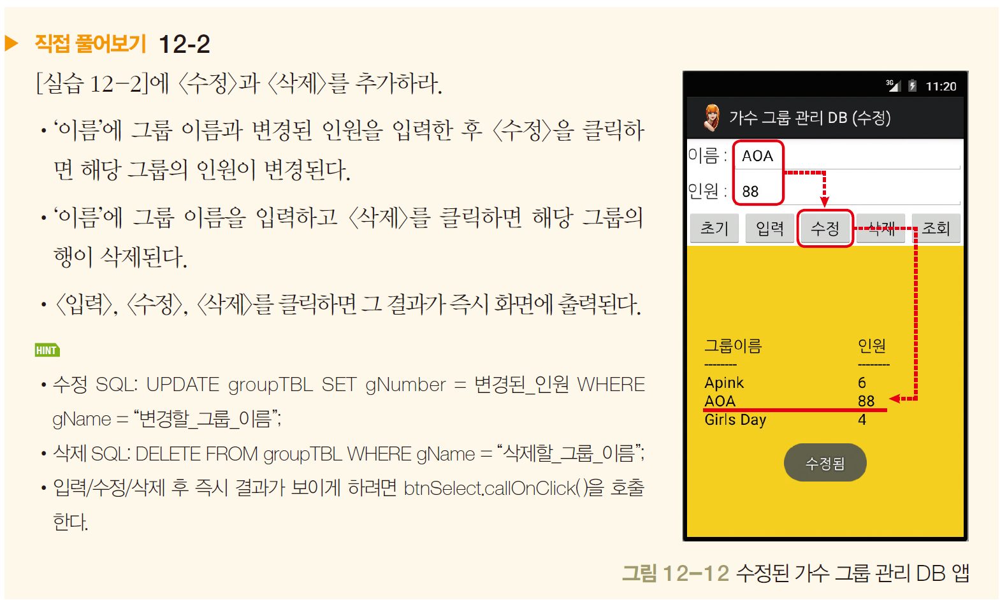 직접 풀어보기 12-2
[실습 12-2]에 〈수정〉과 〈삭제〉를 추가하라.
• ‘이름’에 그룹 이름과 변경된 인원을 입력한 후 〈수정〉을 클릭하
면 해당 그룹의 인원이 변경된다.
• ‘이름’에 그룹 이름을 입력하고 〈삭제〉를 클릭하면 해당 그룹의
행이 삭제된다.
• 〈입력〉, 〈수정〉, 〈삭제〉를 클릭하면 그 결과가 즉시 화면에 출력된다.
HINT
• 수정 SQL: UPDATE groupTBL SET gNumber = 변경된_인원 WHERE
gName = “변경할_그룹_이름”;
• 삭제 SQL: DELETE FROM groupTBL WHERE gName = “삭제할_그룹_이름”;
• 입력/수정/삭제 후 즉시 결과가 보이게 하려면 btnSelect.callOnClick( )을 호출
한다.
3G 11:20
가수 그룹 관리 DB (수정)
이름 : AOA
인원 : 88
초기 입력 수정 삭제 조회
그룹이름 인원
-------- --------
Apink 6
AOA 88
Girls Day 4
수정됨
그림 12-12 수정된 가수 그룹 관리 DB 앱